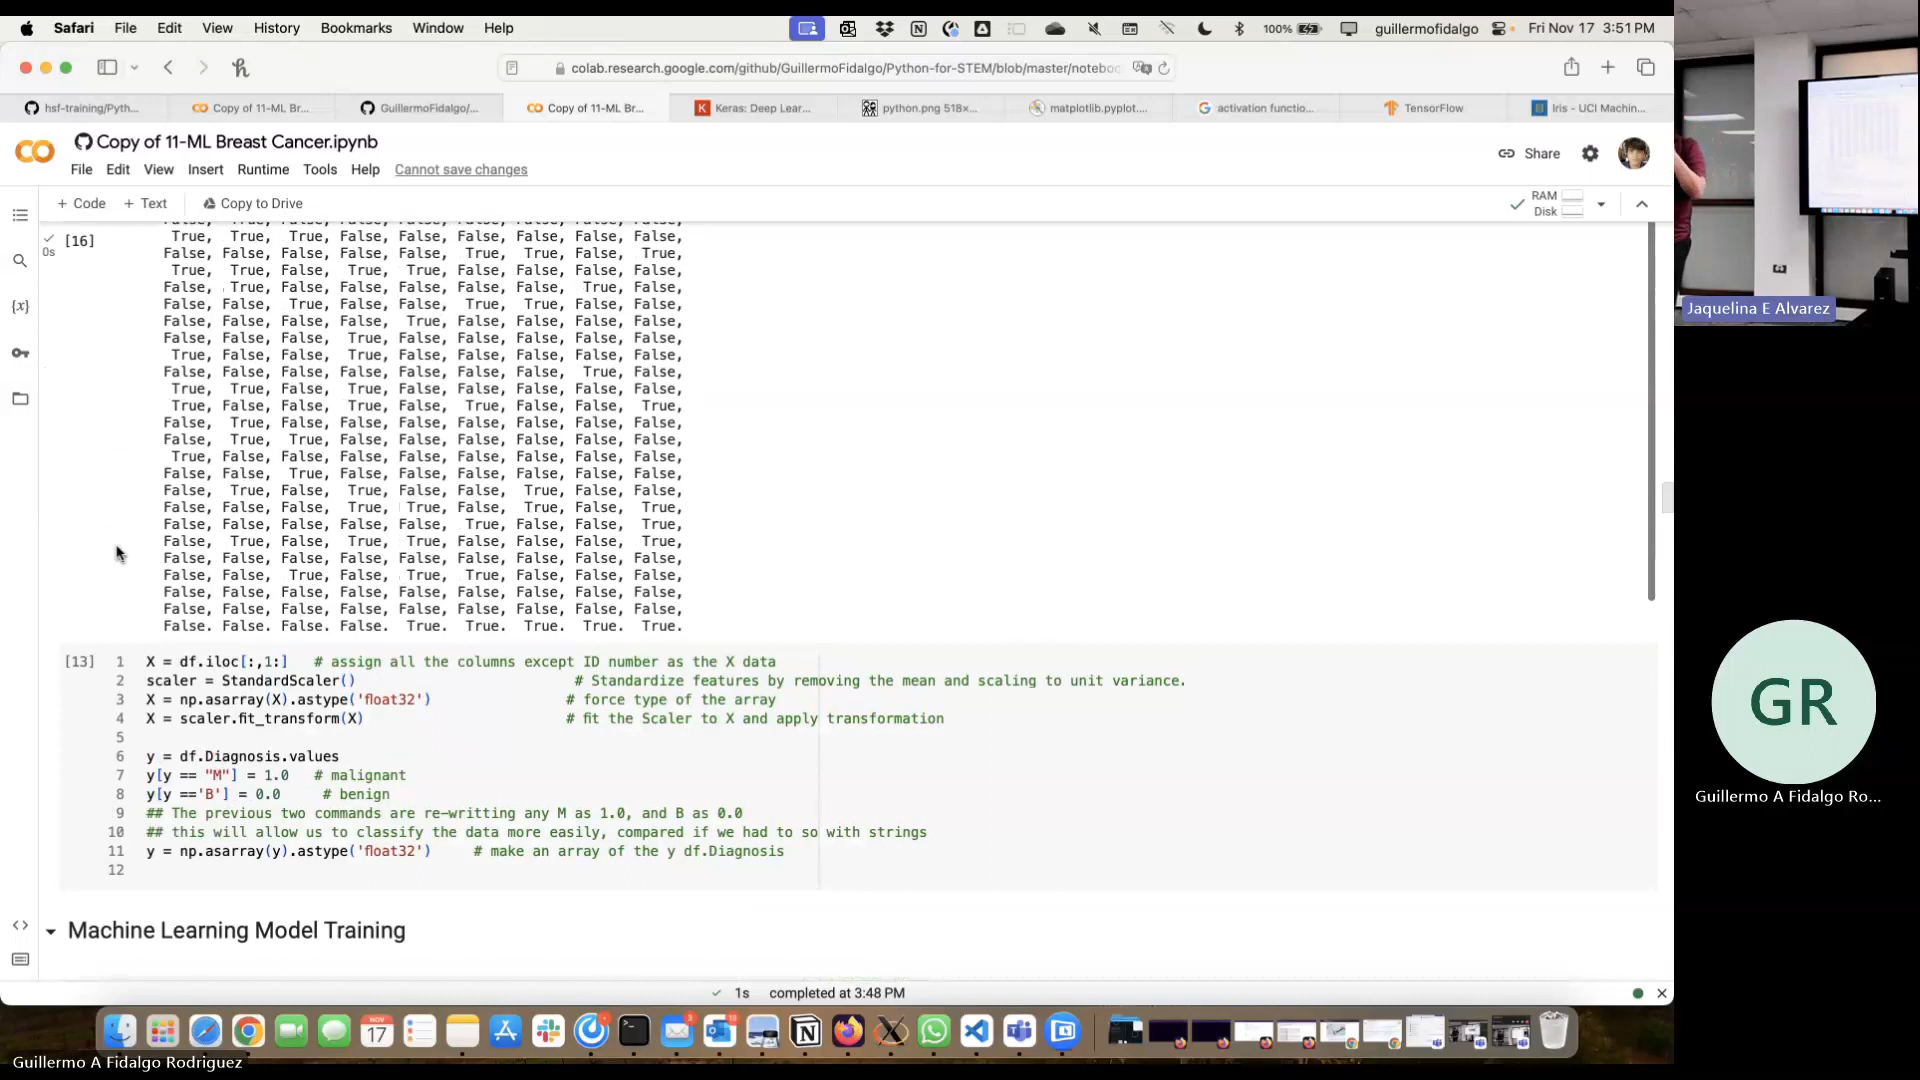 Safari File Edit View History Bookmarks Window Help 100% guillermofidalgo Fri Nov 17 3:51 PM
colab.research.google.com/github/GuillermoFidalgo/Python-for-STEM/blob/master/noteboo
hsf-training/Pyth... Copy of 11-ML Br... GuillermoFidalgo/... Copy of 11-ML Br... Keras: Deep Lear... python.png 518×... matplotlib.pyplot.... activation functio... TensorFlow Iris - UCI Machin...
Copy of 11-ML Breast Cancer.ipynb
File Edit View Insert Runtime Tools Help Cannot save changes
Share
+ Code + Text Copy to Drive
RAM
Disk
[16]
0s
True, True, True, False, False, False, False, False, False,
False, False, False, False, False, True, True, False, True,
True, True, False, True, True, False, False, False, False,
False, True, False, False, False, False, False, True, False,
False, False, True, False, False, True, True, False, False,
False, False, False, False, True, False, False, False, False,
False, False, False, True, False, False, False, False, False,
True, False, False, True, False, False, False, False, False,
False, False, False, False, False, False, False, True, False,
True, True, False, True, False, False, False, False, False,
True, False, False, True, False, True, False, False, True,
False, True, False, False, False, False, False, False, False,
False, True, True, False, False, False, False, False, False,
True, False, False, False, False, False, False, False, False,
False, False, True, False, False, False, False, False, False,
False, True, False, True, False, False, True, False, False,
False, False, False, True, True, False, True, False, True,
False, False, False, False, False, True, False, False, True,
False, True, False, True, True, False, False, False, True,
False, False, False, False, False, False, False, False, False,
False, False, True, False, True, True, False, False, False,
False, False, False, False, False, False, False, False, False,
False, False, False, False, False, False, False, False, False,
False. False. False. False. True. True. True. True. True.
[13]
1 X = df.iloc[:,1:] # assign all the columns except ID number as the X data
2 scaler = StandardScaler() # Standardize features by removing the mean and scaling to unit variance.
3 X = np.asarray(X).astype('float32') # force type of the array
4 X = scaler.fit_transform(X) # fit the Scaler to X and apply transformation
5
6 y = df.Diagnosis.values
7 y[y == "M"] = 1.0 # malignant
8 y[y =='B'] = 0.0 # benign
9 ## The previous two commands are re-writting any M as 1.0, and B as 0.0
10 ## this will allow us to classify the data more easily, compared if we had to so with strings
11 y = np.asarray(y).astype('float32') # make an array of the y df.Diagnosis
12
Machine Learning Model Training
1s completed at 3:48 PM
NOV
17
Guillermo A Fidalgo Rodriguez
Jaquelina E Alvarez
GR
Guillermo A Fidalgo Ro...